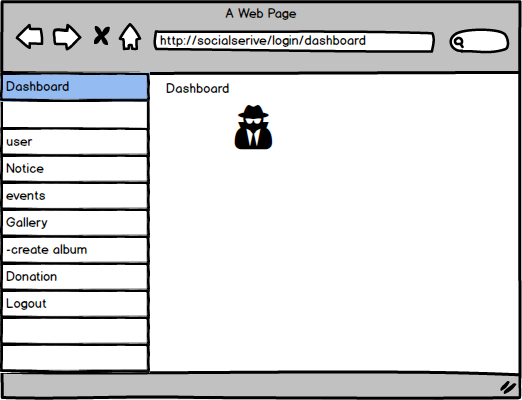 A Web Page
http://socialserive/login/dashboard
Dashboard
Dashboard
user
Notice
events
Gallery
-create album
Donation
Logout